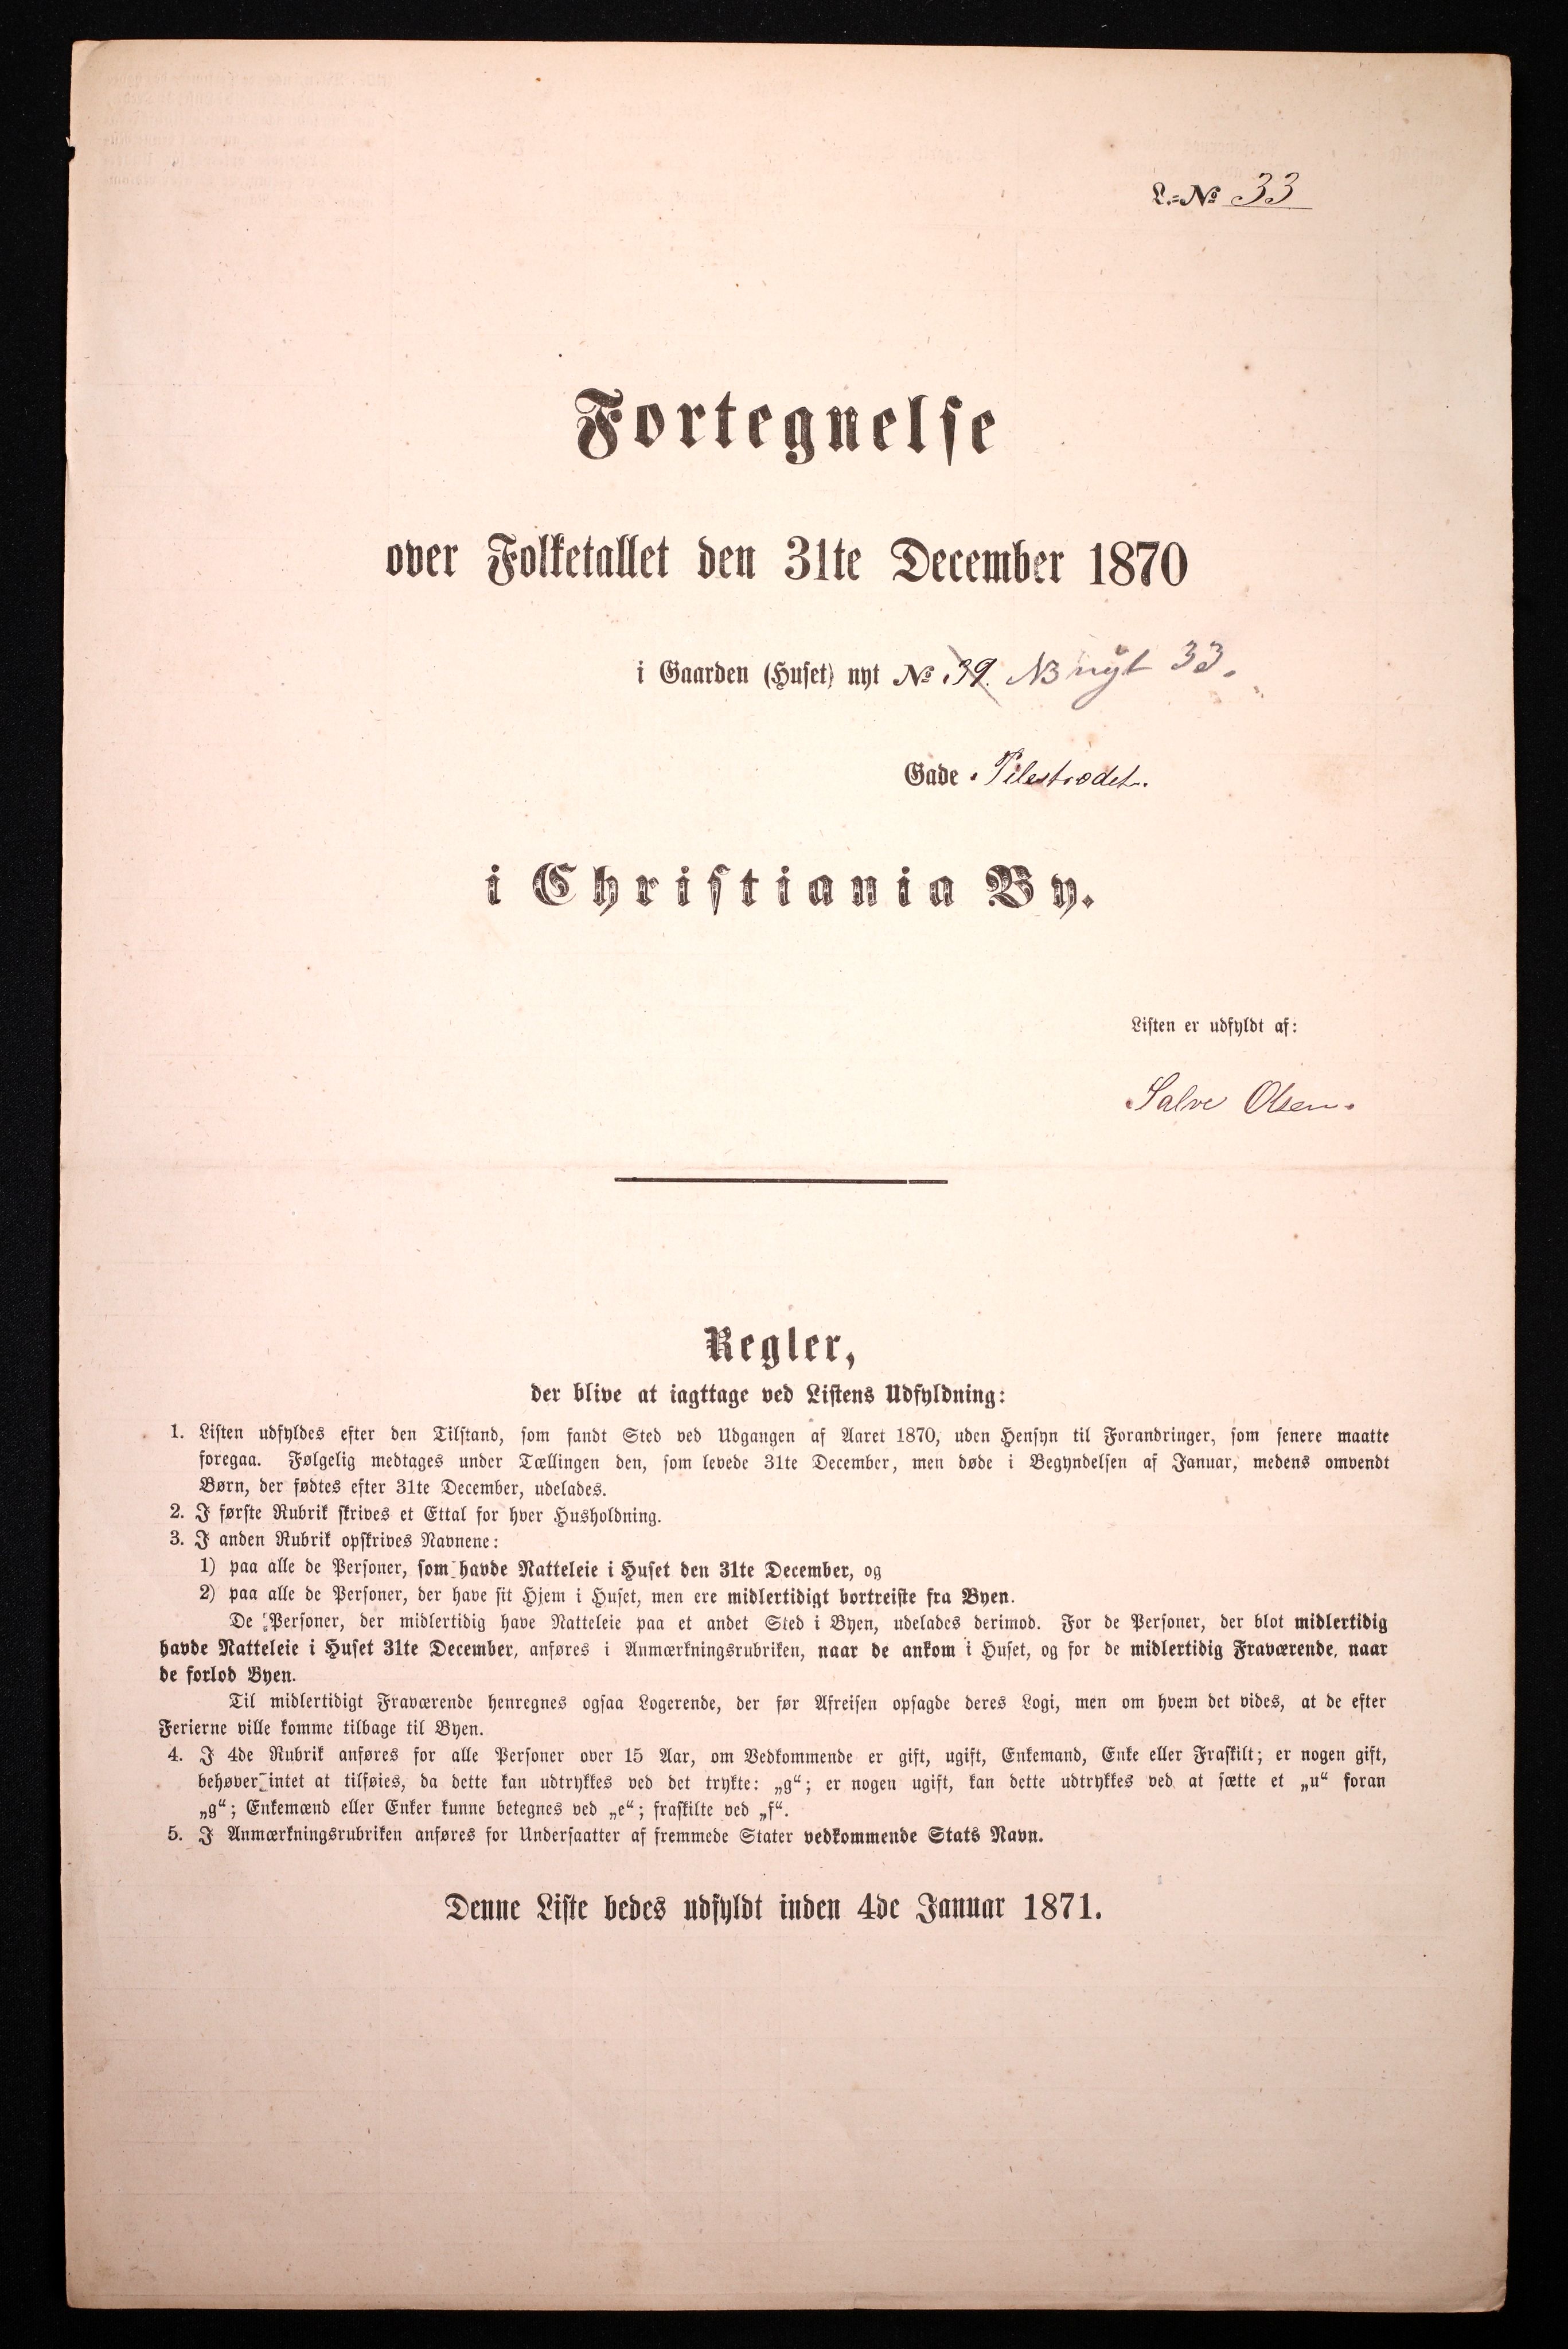 L.-№ 33
Fortegnelse
over Folketallet den 31te December 1870
i Gaarden (Huset) nyt № 39. NB nyt 33.
Gade Pilestrædet.
i Christiania By.
Listen er udfyldt af:
Salve Olsen.
Regler,
der blive at iagttage ved Listens Udfyldning:
1. Listen udfyldes efter den Tilstand, som fandt Sted ved Udgangen af Aaret 1870, uden Hensyn til Forandringer, som senere maatte
foregaa. Følgelig medtages under Tællingen den, som levede 31te December, men døde i Begyndelsen af Januar, medens omvendt
Børn, der fødtes efter 31te December, udelades.
2. I første Rubrik skrives et Ettal for hver Husholdning.
3. I anden Rubrik opskrives Navnene:
1) paa alle de Personer, som havde Natteleie i Huset den 31te December, og
2) paa alle de Personer, der have sit Hjem i Huset, men ere midlertidigt bortreiste fra Byen.
De Personer, der midlertidig have Natteleie paa et andet Sted i Byen, udelades derimod. For de Personer, der blot midlertidig
havde Natteleie i Huset 31te December, anføres i Anmærkningsrubriken, naar de ankom i Huset, og for de midlertidig Fraværende, naar
de forlod Byen.
Til midlertidigt Fraværende henregnes ogsaa Logerende, der før Afreisen opsagde deres Logi, men om hvem det vides, at de efter
Ferierne ville komme tilbage til Byen.
4. I 4de Rubrik anføres for alle Personer over 15 Aar, om Vedkommende er gift, ugift, Enkemand, Enke eller Fraskilt; er nogen gift,
behøver intet at tilføies, da dette kan udtrykkes ved det trykte: „g“; er nogen ugift, kan dette udtrykkes ved at sætte et „u“ foran
„g“; Enkemænd eller Enker kunne betegnes ved „e“; fraskilte ved „f“.
5. I Anmærkningsrubriken anføres for Undersaatter af fremmede Stater vedkommende Stats Navn.
Denne Liste bedes udfyldt inden 4de Januar 1871.